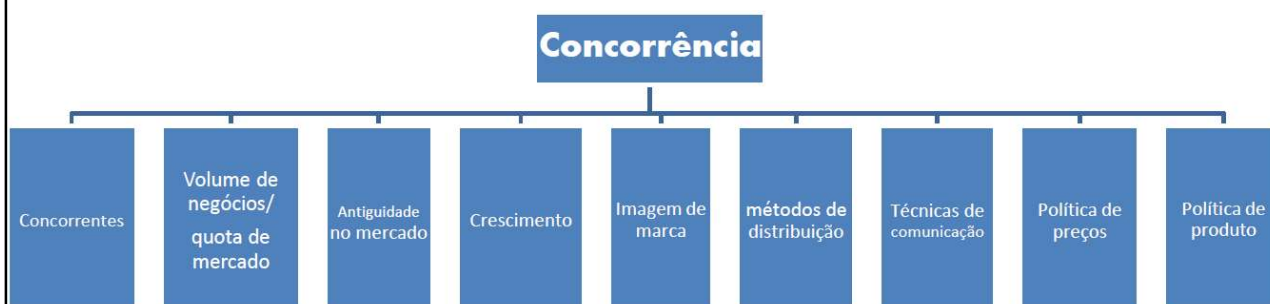 Concorrência
Concorrentes
Volume de
negócios/
quota de
mercado
Antiguidade
no mercado
Crescimento
Imagem de
marca
métodos de
distribuição
Técnicas de
comunicação
Política de
preços
Política de
produto